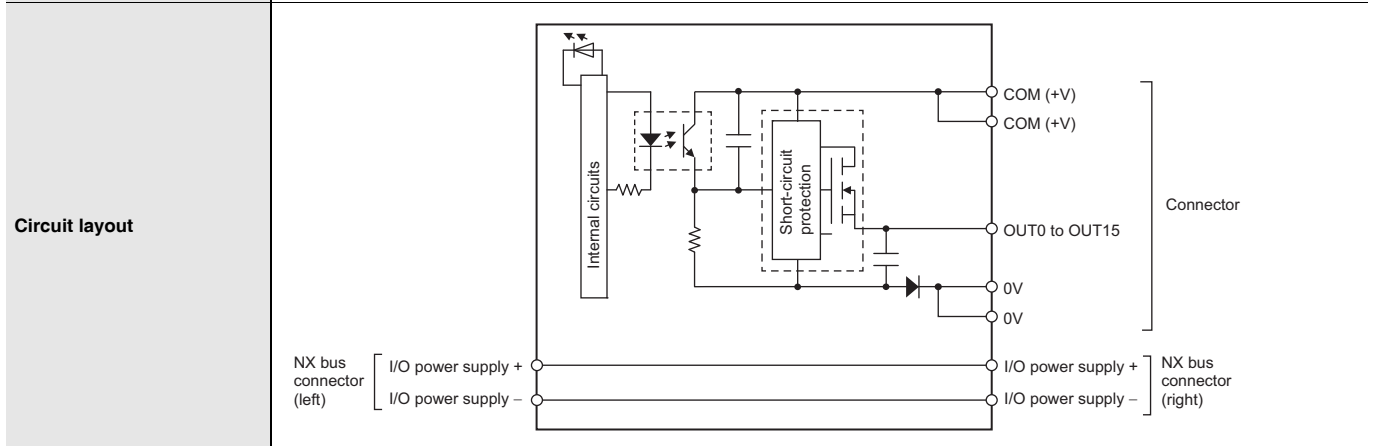 Circuit layout
Internal circuits
Short-circuit
protection
COM (+V)
COM (+V)
OUT0 to OUT15
0V
0V
Connector
NX bus
connector
(left)
I/O power supply +
I/O power supply –
I/O power supply +
I/O power supply –
NX bus
connector
(right)